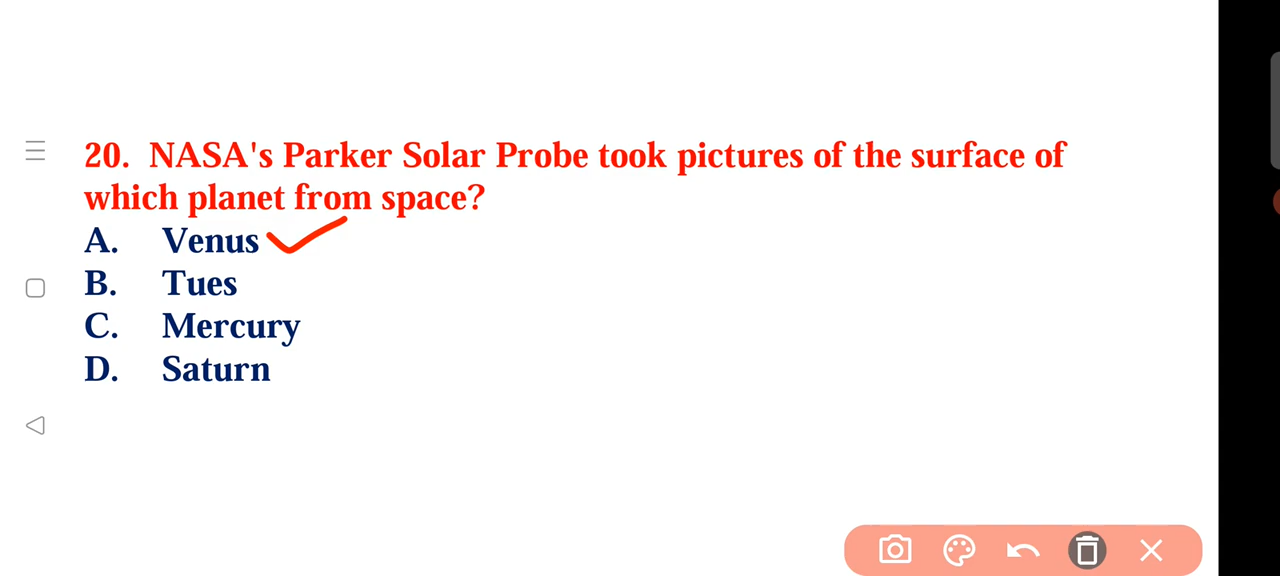 20. NASA's Parker Solar Probe took pictures of the surface of
which planet from space?
A. Venus
B. Tues
C. Mercury
D. Saturn